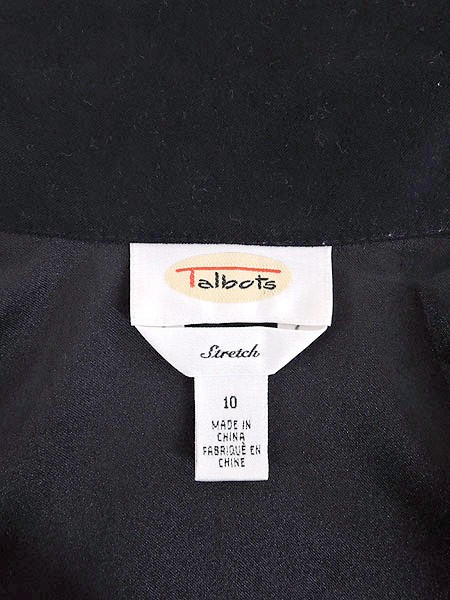 Talbots
Stretch
10
MADE IN
CHINA
FABRIQUÉ EN
CHINE